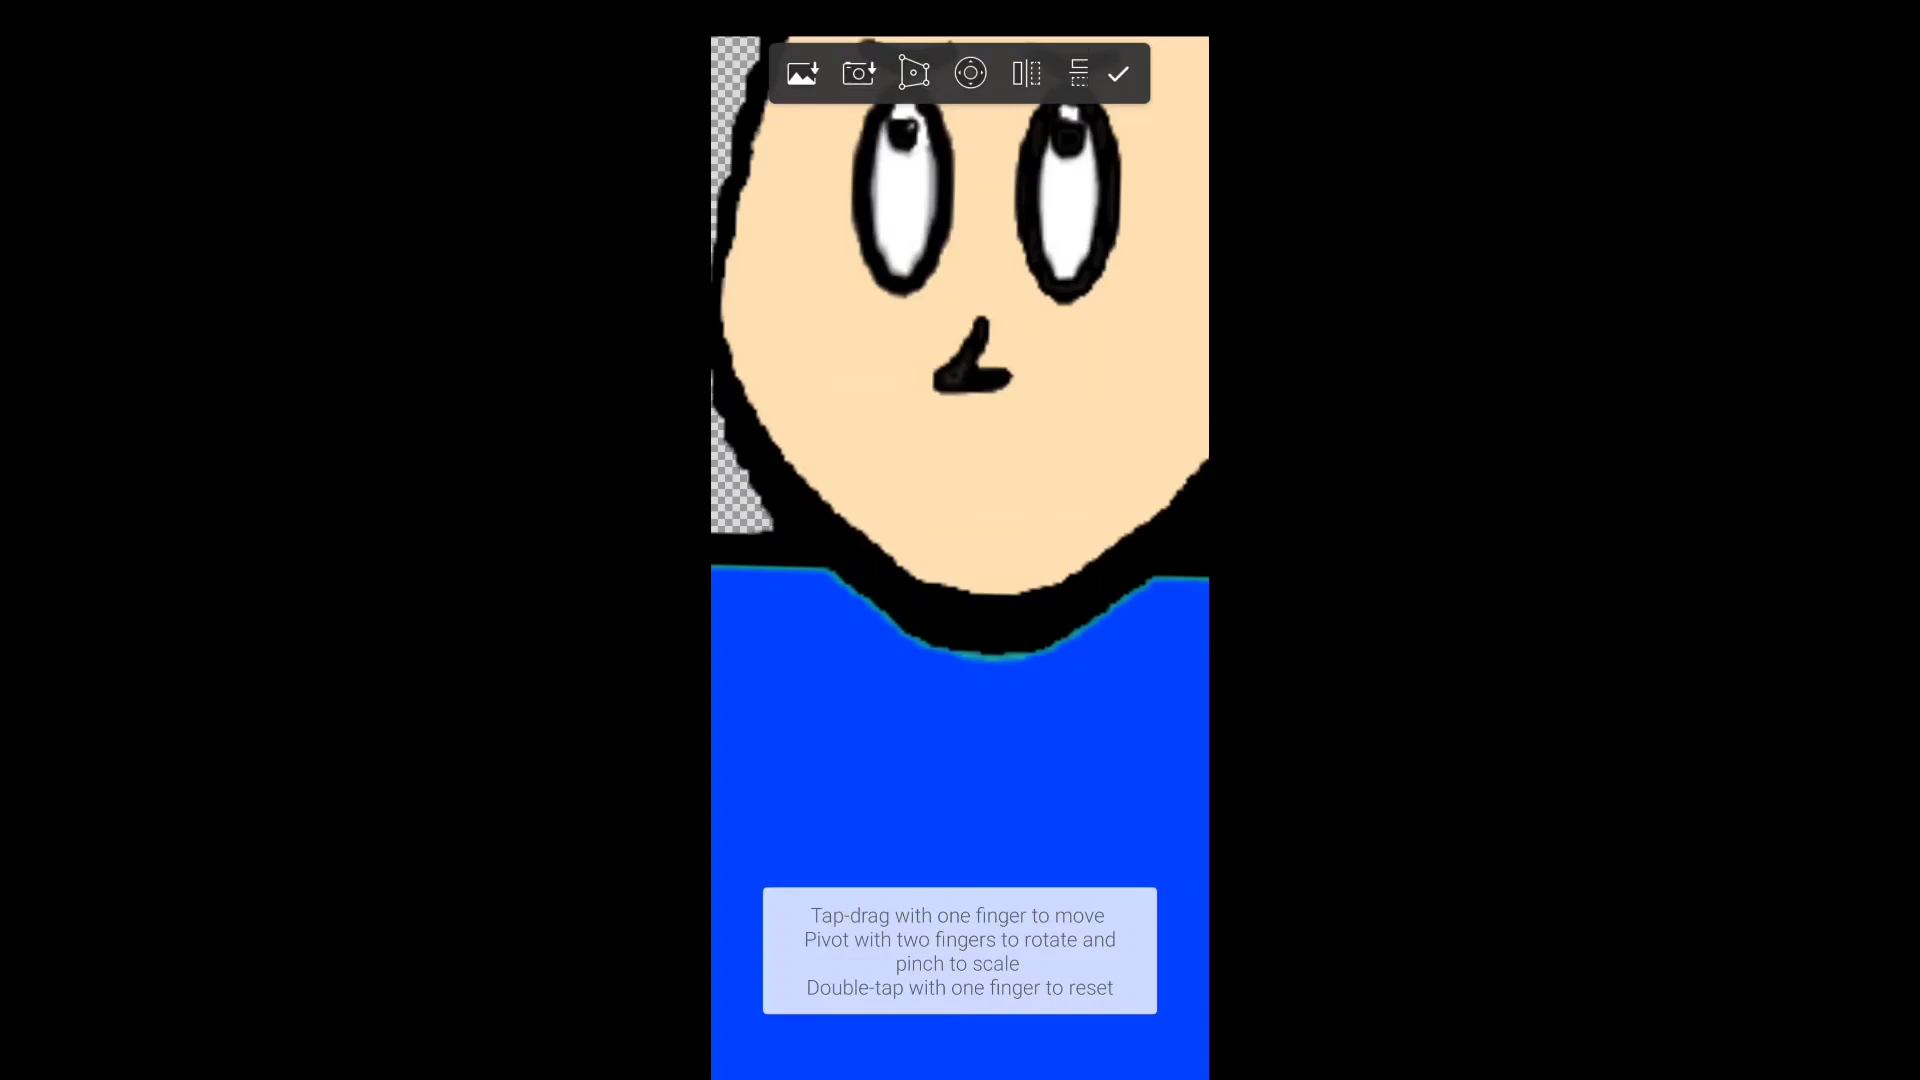 Tap-drag with one finger to move
Pivot with two fingers to rotate and
pinch to scale
Double-tap with one finger to reset